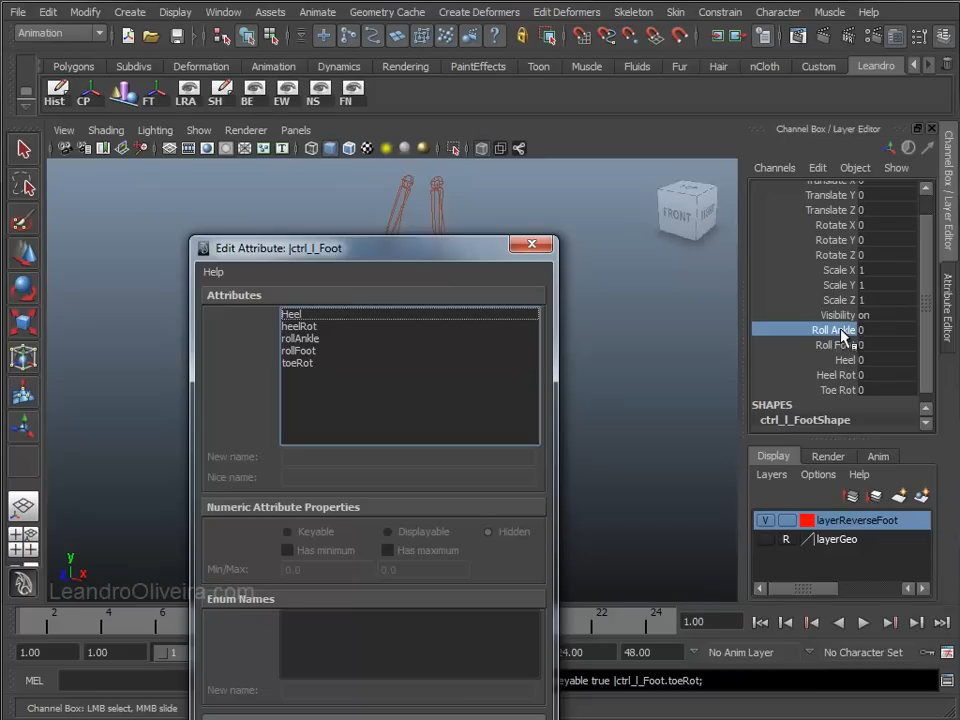 File Edit Modify Create Display Window Assets Animate Geometry Cache Create Deformers Edit Deformers Skeleton Skin Constrain Character Muscle Help
Animation
Polygons Subdivs Deformation Animation Dynamics Rendering PaintEffects Toon Muscle Fluids Fur Hair nCloth Custom Leandro
Hist CP FT LRA SH BE EW NS FN
View Shading Lighting Show Renderer Panels
Channel Box / Layer Editor
Channels Edit Object Show
Translate X 0
Translate Y 0
Translate Z 0
Rotate X 0
Rotate Y 0
Rotate Z 0
Scale X 1
Scale Y 1
Scale Z 1
Visibility on
Roll Ankle 0
Roll 0
Heel 0
Heel Rot 0
Toe Rot 0
SHAPES
ctrl_l_FootShape
Channel Box / Layer Editor
Attribute Editor
FRONT
Edit Attribute: |ctrl_l_Foot
Help
Attributes
Heel
heelRot
rollAnkle
rollFoot
toeRot
New name:
Nice name:
Numeric Attribute Properties
Keyable Displayable Hidden
Has minimum Has maximum
Min/Max: 0.0 0.0
Enum Names
New name:
Display Render Anim
Layers Options Help
V layerReverseFoot
R layerGeo
y
z x
LeandroOliveira.com
2 4 6 22 24 1.00
1.00 1.00 1 24.00 48.00 No Anim Layer No Character Set
MEL eyable true |ctrl_l_Foot.toeRot;
Channel Box: LMB select, MMB slide